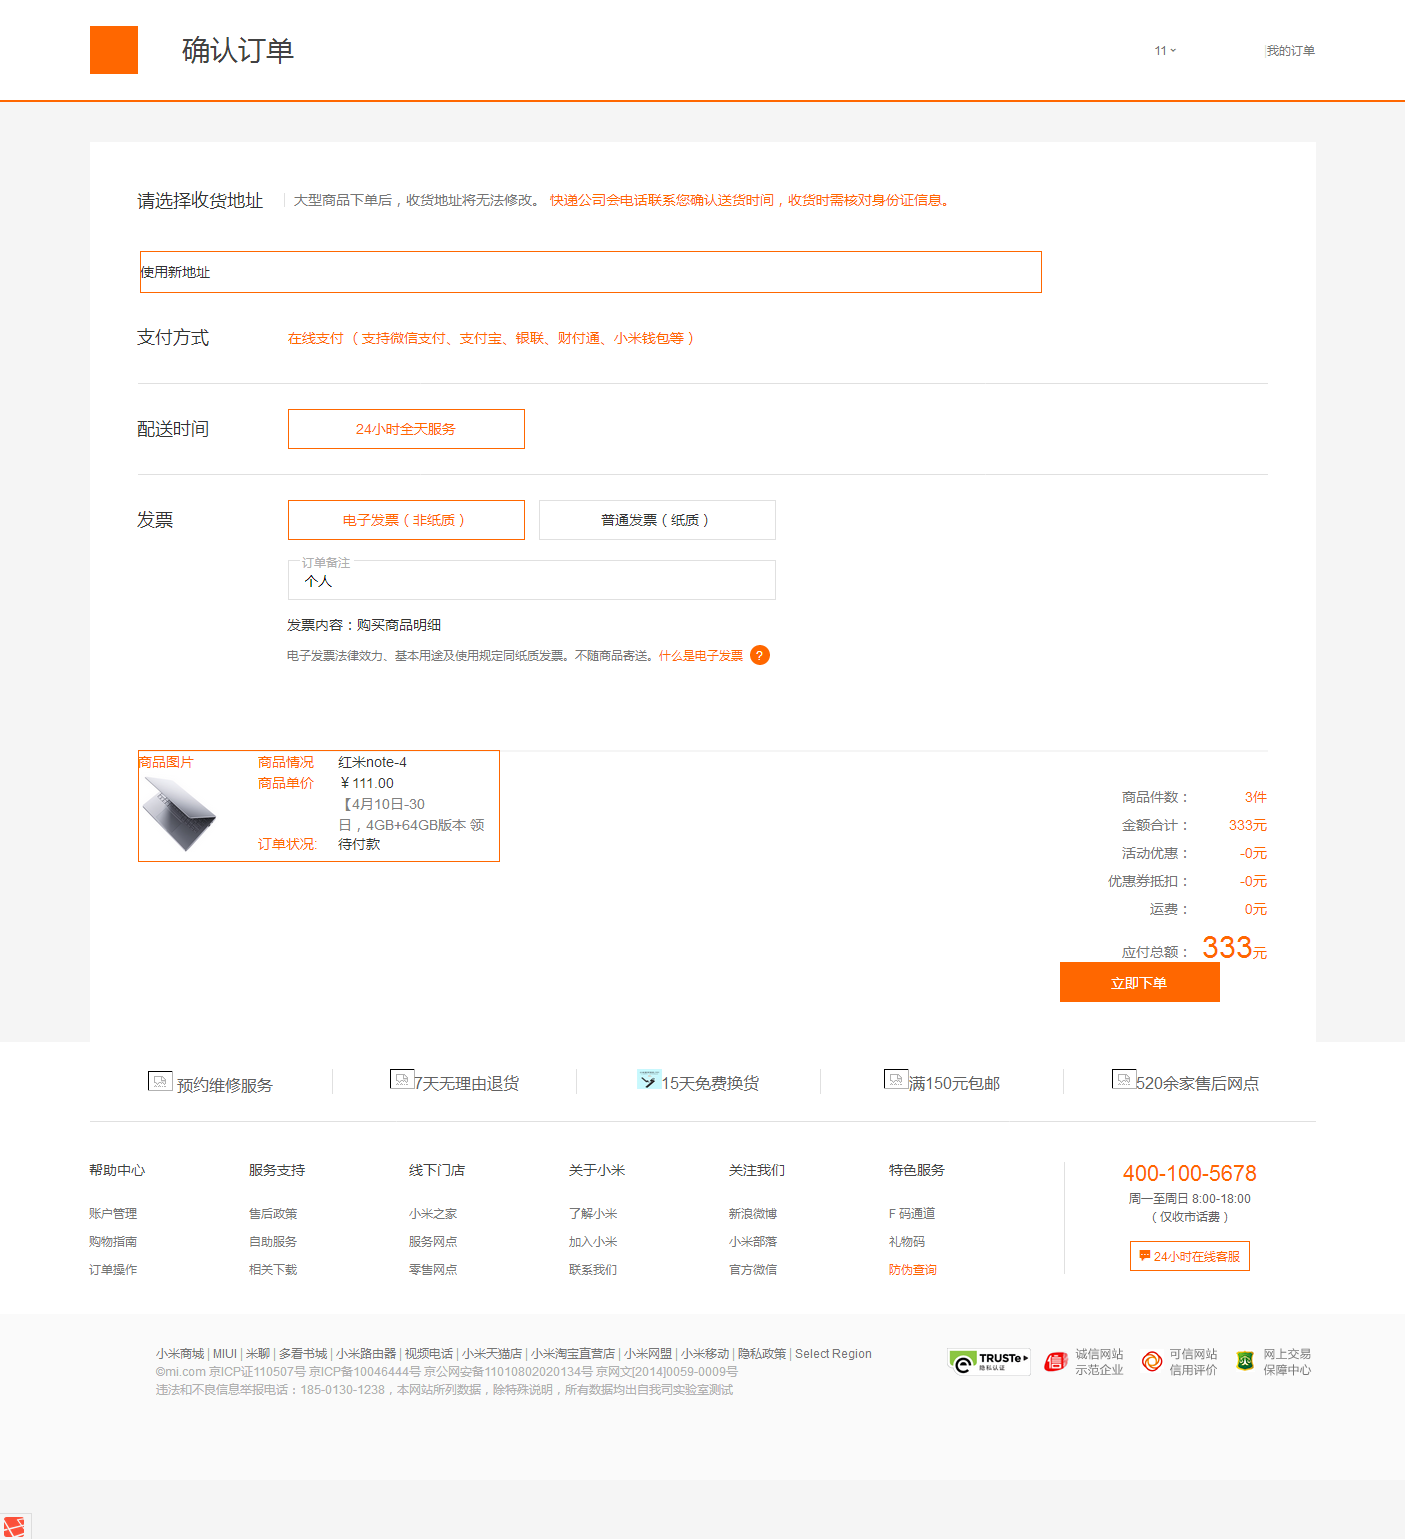 确认订单
11
|我的订单
请选择收货地址
大型商品下单后，收货地址将无法修改。 快递公司会电话联系您确认送货时间，收货时需核对身份证信息。
使用新地址
支付方式
在线支付 （支持微信支付、支付宝、银联、财付通、小米钱包等）
配送时间
24小时全天服务
发票
电子发票（非纸质）
普通发票（纸质）
订单备注
个人
发票内容：购买商品明细
电子发票法律效力、基本用途及使用规定同纸质发票。不随商品寄送。什么是电子发票 ?
商品图片
商品情况 红米note-4
商品单价 ￥111.00
【4月10日-30
日，4GB+64GB版本 领
订单状况: 待付款
商品件数： 3件
金额合计： 333元
活动优惠： -0元
优惠券抵扣： -0元
运费： 0元
应付总额： 333元
立即下单
预约维修服务
7天无理由退货
15天免费换货
满150元包邮
520余家售后网点
帮助中心
账户管理
购物指南
订单操作
服务支持
售后政策
自助服务
相关下载
线下门店
小米之家
服务网点
零售网点
关于小米
了解小米
加入小米
联系我们
关注我们
新浪微博
小米部落
官方微信
特色服务
F 码通道
礼物码
防伪查询
400-100-5678
周一至周日 8:00-18:00
（仅收市话费）
24小时在线客服
小米商城 | MIUI | 米聊 | 多看书城 | 小米路由器 | 视频电话 | 小米天猫店 | 小米淘宝直营店 | 小米网盟 | 小米移动 | 隐私政策 | Select Region
©mi.com 京ICP证110507号 京ICP备10046444号 京公网安备11010802020134号 京网文[2014]0059-0009号
违法和不良信息举报电话：185-0130-1238，本网站所列数据，除特殊说明，所有数据均出自我司实验室测试
TRUSTe
隐私认证
诚信网站
示范企业
可信网站
信用评价
网上交易
保障中心